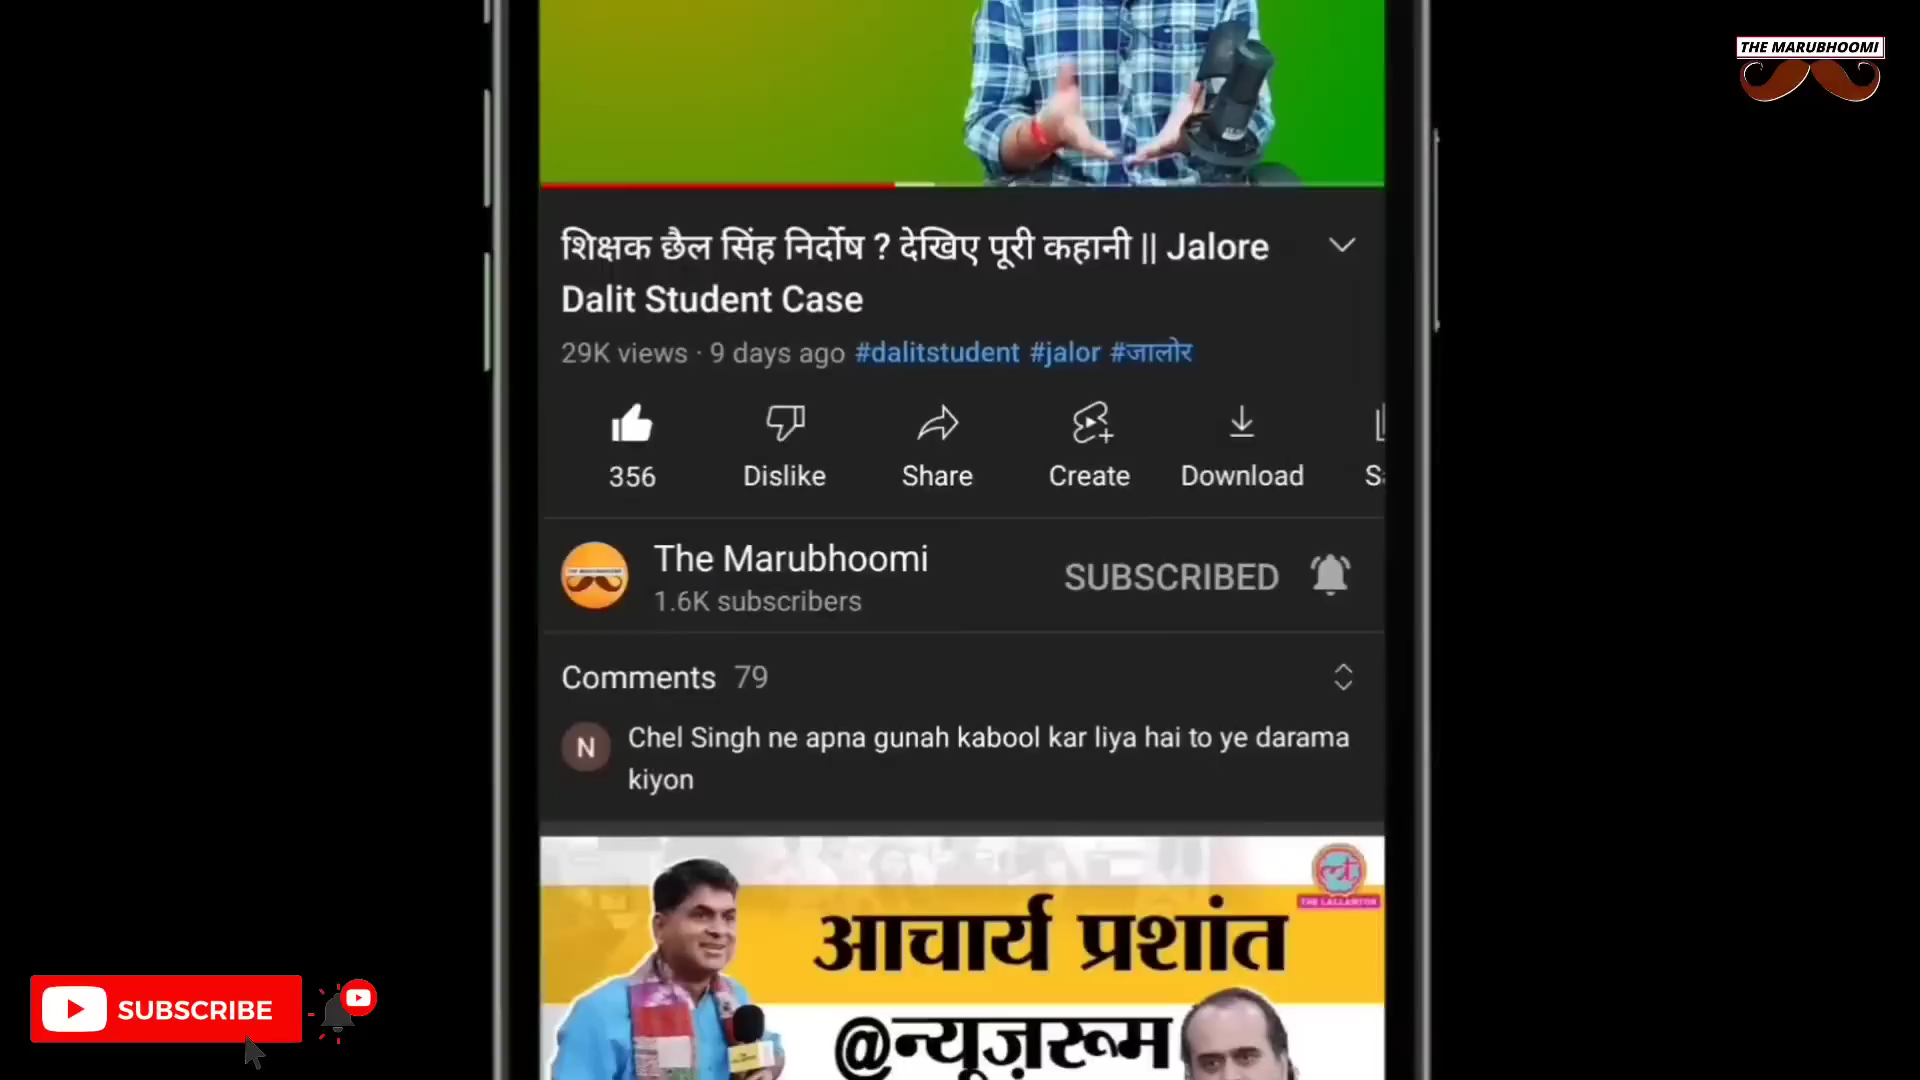 THE MARUBHOOMI
शिक्षक छैल सिंह निर्दोष ? देखिए पूरी कहानी || Jalore
Dalit Student Case
29K views · 9 days ago #dalitstudent #jalor #जालोर
356 Dislike Share Create Download
The Marubhoomi
SUBSCRIBED
1.6K subscribers
Comments 79
N
Chel Singh ne apna gunah kabool kar liya hai to ye darama
kiyon
THE LALLANTOP
आचार्य प्रशांत
@न्यूज़रूम
SUBSCRIBE